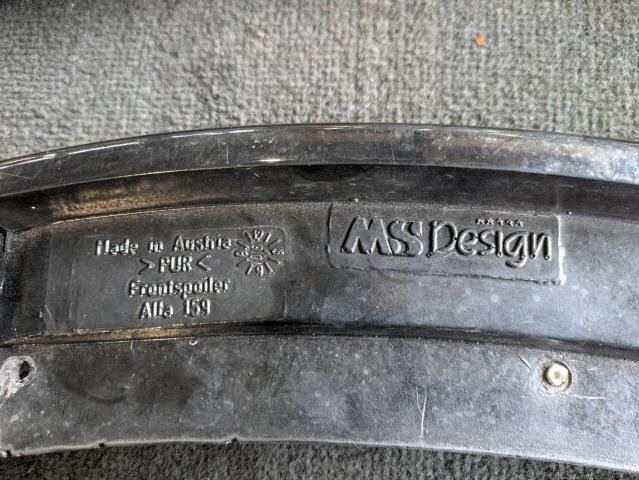 Made in Austria
>PUR<
Frontspoiler
Alfa 159
MS Design